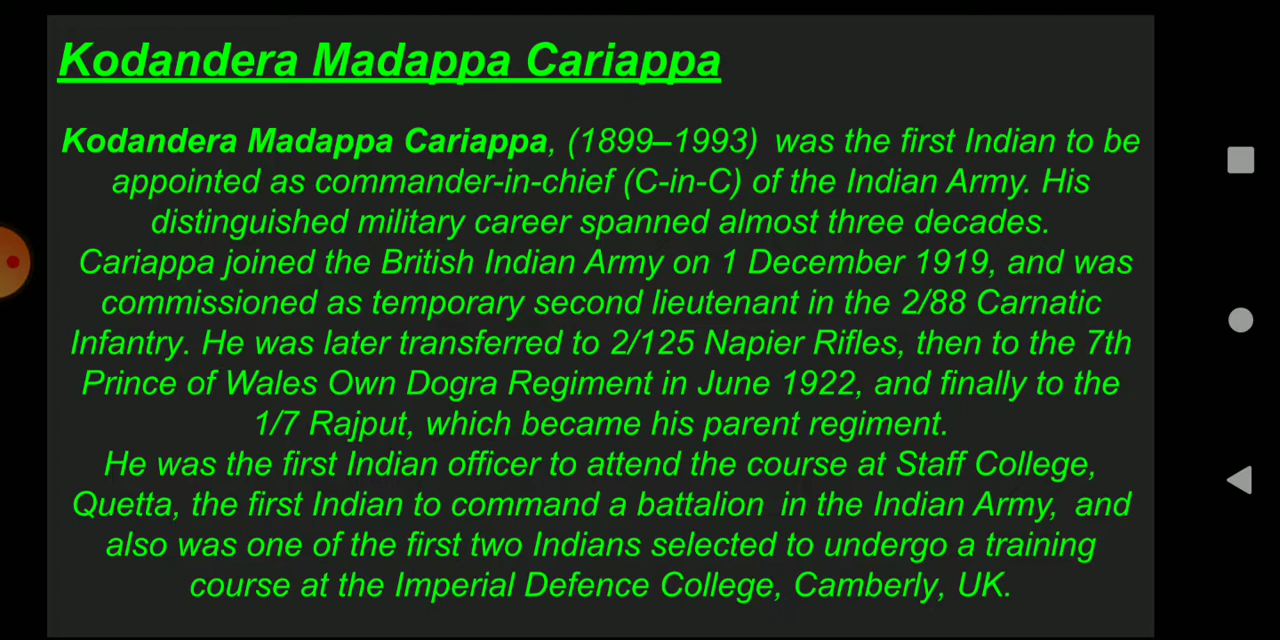 Kodandera Madappa Cariappa
Kodandera Madappa Cariappa, (1899–1993) was the first Indian to be
appointed as commander-in-chief (C-in-C) of the Indian Army. His
distinguished military career spanned almost three decades.
Cariappa joined the British Indian Army on 1 December 1919, and was
commissioned as temporary second lieutenant in the 2/88 Carnatic
Infantry. He was later transferred to 2/125 Napier Rifles, then to the 7th
Prince of Wales Own Dogra Regiment in June 1922, and finally to the
1/7 Rajput, which became his parent regiment.
He was the first Indian officer to attend the course at Staff College,
Quetta, the first Indian to command a battalion in the Indian Army, and
also was one of the first two Indians selected to undergo a training
course at the Imperial Defence College, Camberly, UK.